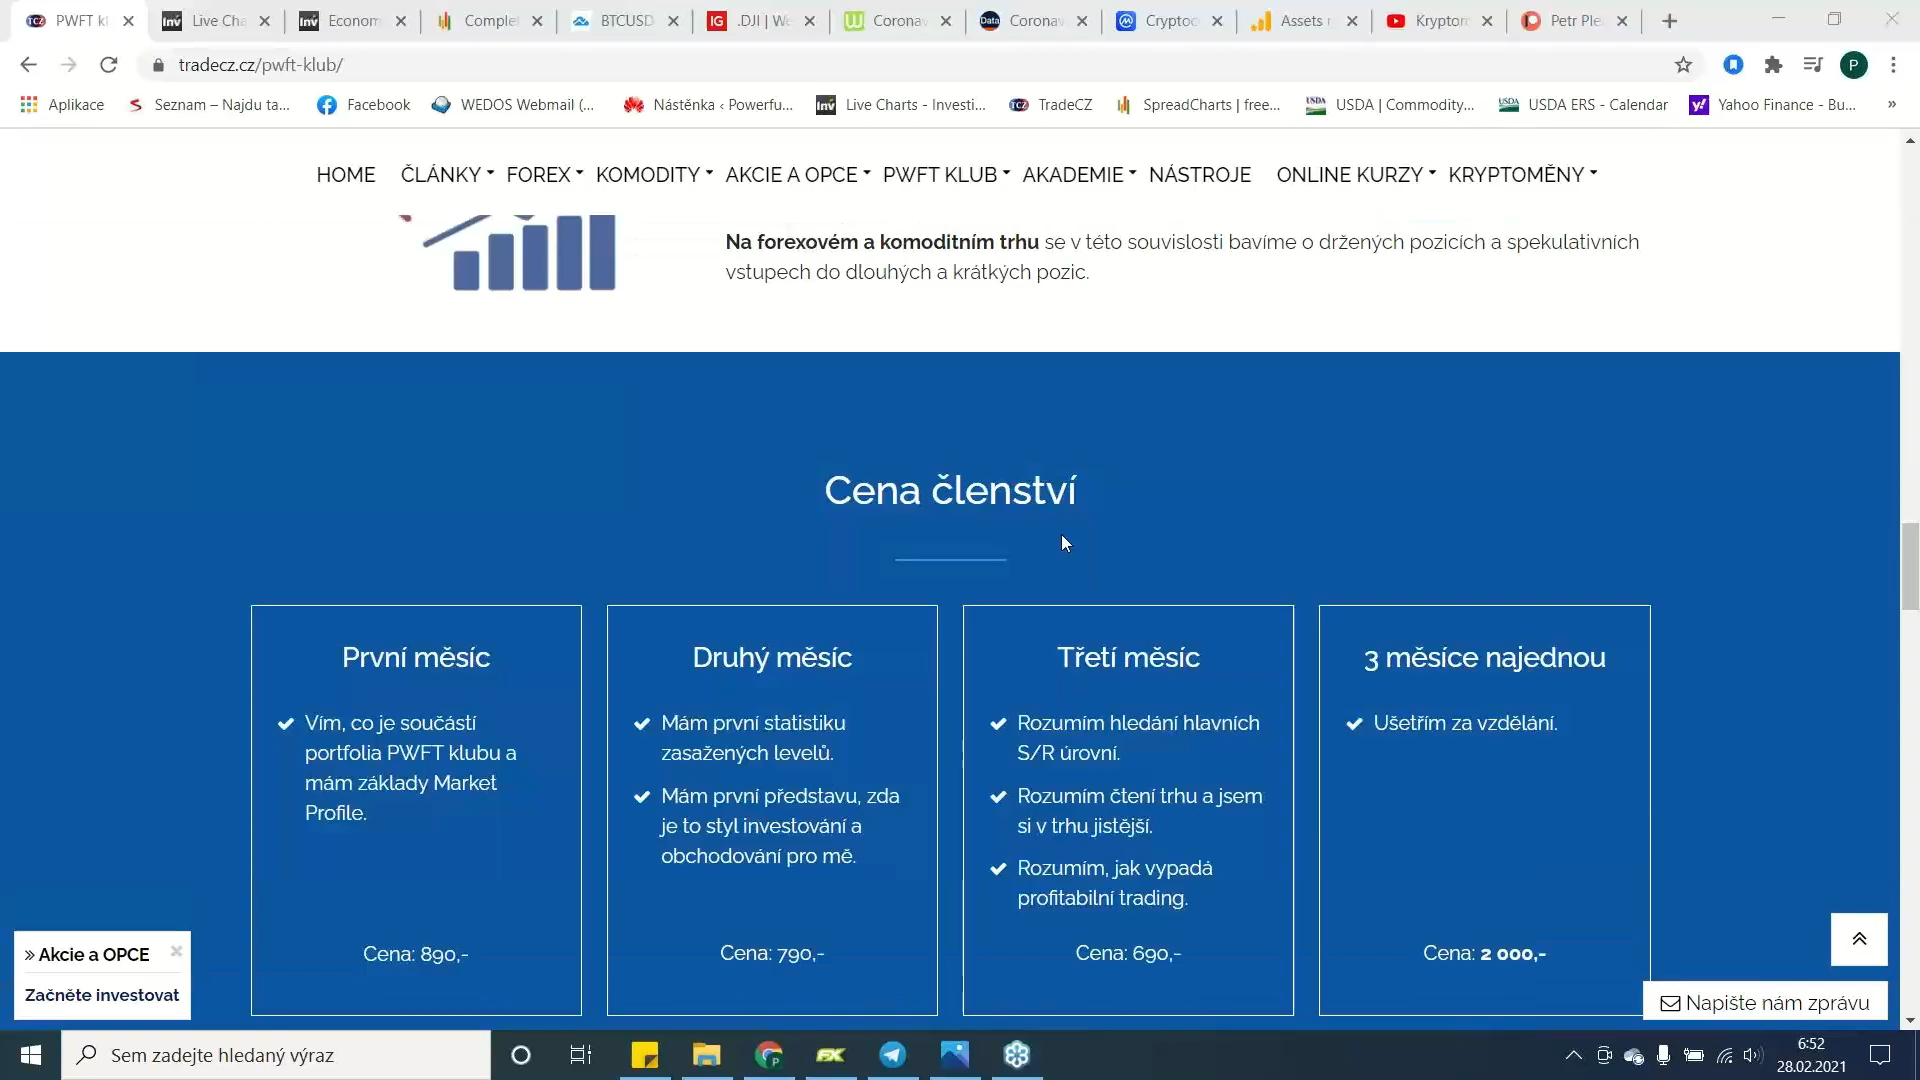 PWFT kl
Live Cha
Econom
Complet
BTCUSD
.DJI | We
Coronav
Coronav
Cryptoc
Assets r
Kryptom
Petr Ple
tradecz.cz/pwft-klub/
P
Aplikace
Seznam – Najdu ta...
Facebook
WEDOS Webmail (...
Nástěnka ‹ Powerfu...
Live Charts - Investi...
TradeCZ
SpreadCharts | free...
USDA | Commodity...
USDA ERS - Calendar
Yahoo Finance - Bu...
HOME
ČLÁNKY
FOREX
KOMODITY
AKCIE A OPCE
PWFT KLUB
AKADEMIE
NÁSTROJE
ONLINE KURZY
KRYPTOMĚNY
Na forexovém a komoditním trhu se v této souvislosti bavíme o držených pozicích a spekulativních
vstupech do dlouhých a krátkých pozic.
Cena členství
První měsíc
Vím, co je součástí
portfolia PWFT klubu a
mám základy Market
Profile.
Cena: 890,-
Druhý měsíc
Mám první statistiku
zasažených levelů.
Mám první představu, zda
je to styl investování a
obchodování pro mě.
Cena: 790,-
Třetí měsíc
Rozumím hledání hlavních
S/R úrovní.
Rozumím čtení trhu a jsem
si v trhu jistější.
Rozumím, jak vypadá
profitabilní trading.
Cena: 690,-
3 měsíce najednou
Ušetřím za vzdělání.
Cena: 2 000,-
» Akcie a OPCE
Začněte investovat
Napište nám zprávu
Sem zadejte hledaný výraz
6:52
28.02.2021